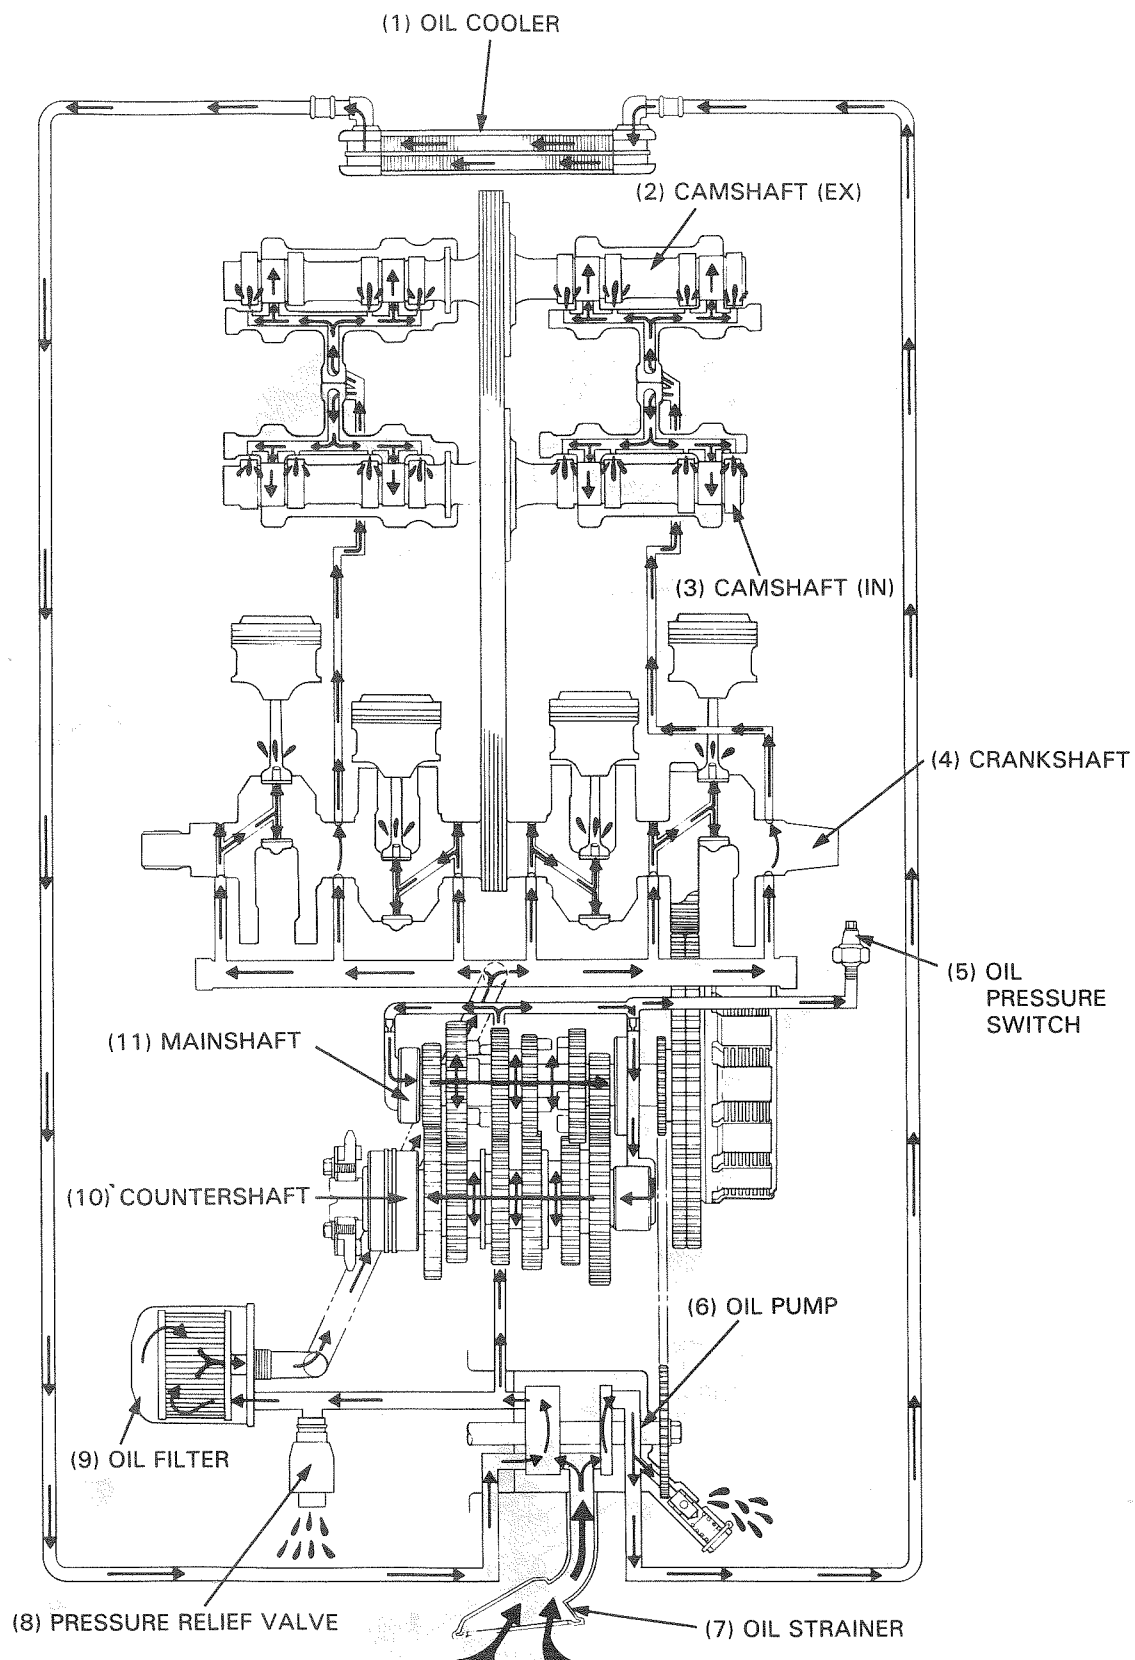 (1) OIL COOLER
(2) CAMSHAFT (EX)
(3) CAMSHAFT (IN)
(4) CRANKSHAFT
(5) OIL
PRESSURE
SWITCH
(11) MAINSHAFT
(10) COUNTERSHAFT
(6) OIL PUMP
(9) OIL FILTER
(8) PRESSURE RELIEF VALVE
(7) OIL STRAINER